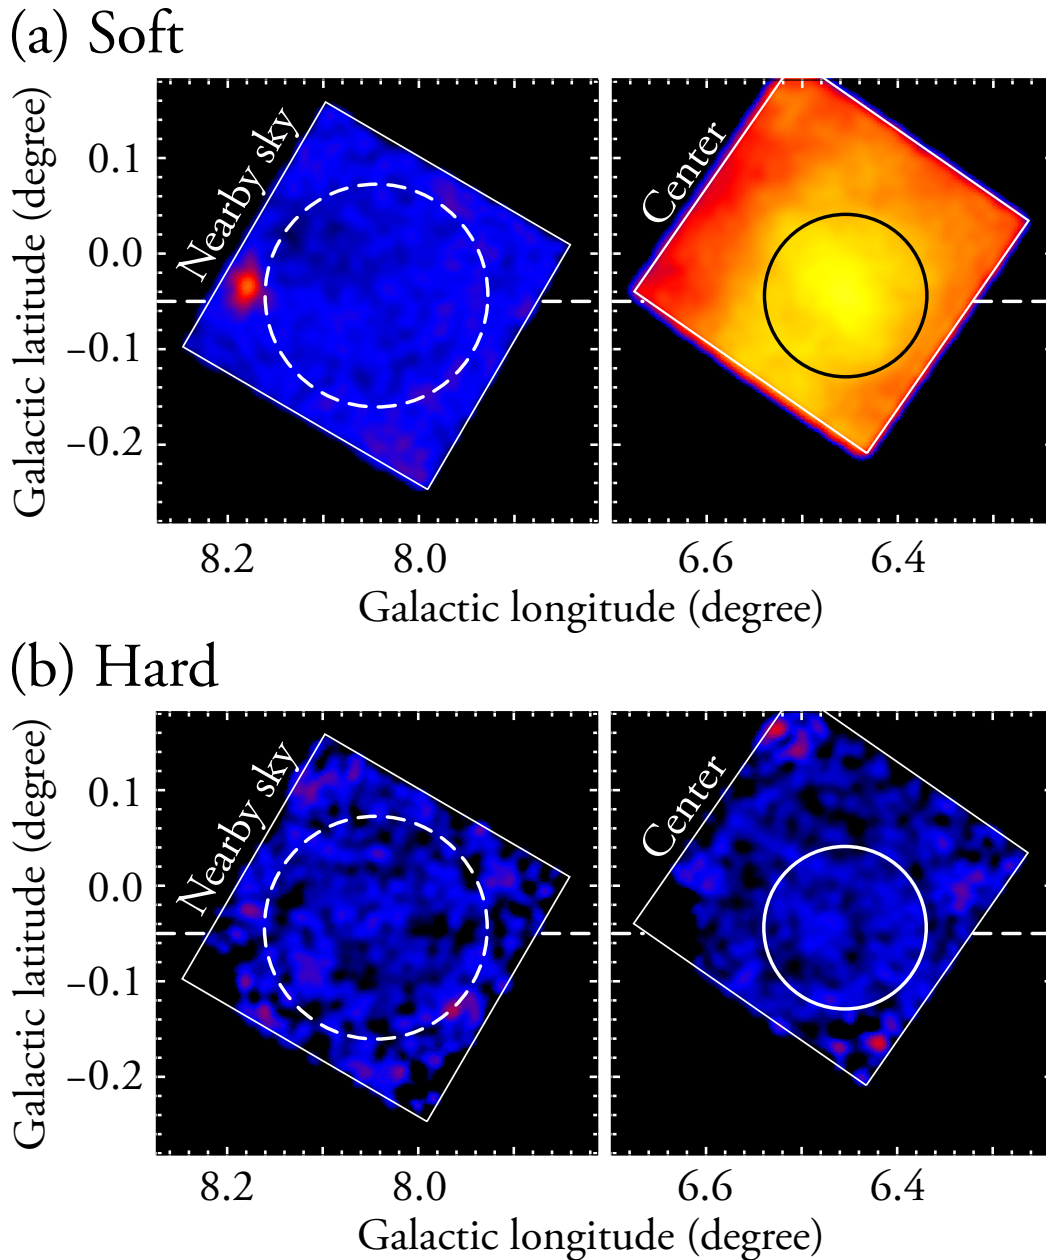 (a) Soft
Nearby sky
Center
Galactic latitude (degree)
0.1
0.0
−0.1
−0.2
8.2
8.0
6.6
6.4
Galactic longitude (degree)
(b) Hard
Nearby sky
Center
Galactic latitude (degree)
0.1
0.0
−0.1
−0.2
8.2
8.0
6.6
6.4
Galactic longitude (degree)